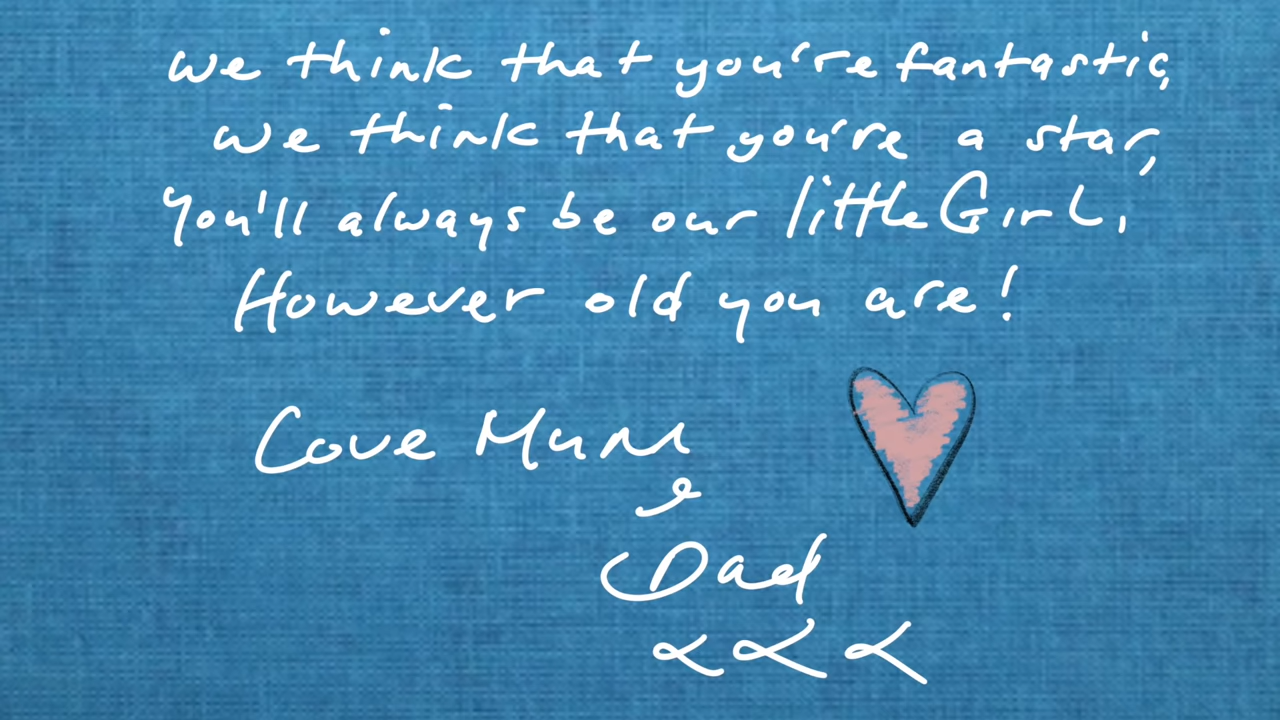 we think that you're fantastic,
we think that you're a star,
You'll always be our little Girl,
However old you are!
Love Mum
&
Dad
xxx